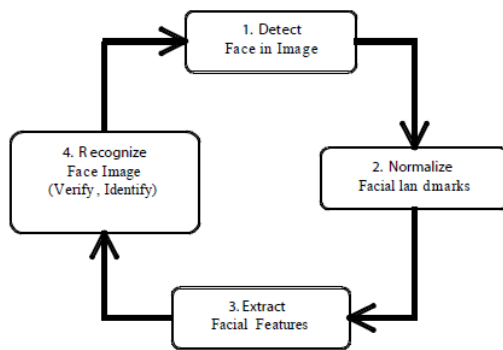 1. Detect
Face in Image
2. Normalize
Facial lan dmarks
3. Extract
Facial Features
4. Recognize
Face Image
(Verify, Identify)